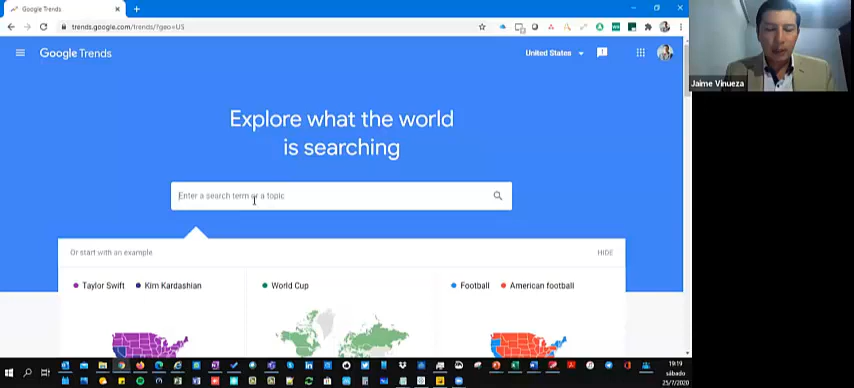 Google Trends
trends.google.com/trends/?geo=US
Google Trends
United States
Explore what the world
is searching
Enter a search term or a topic
Or start with an example
HIDE
Taylor Swift Kim Kardashian
World Cup
Football American football
Jaime Vinueza
19:19
sábado
25/7/2020